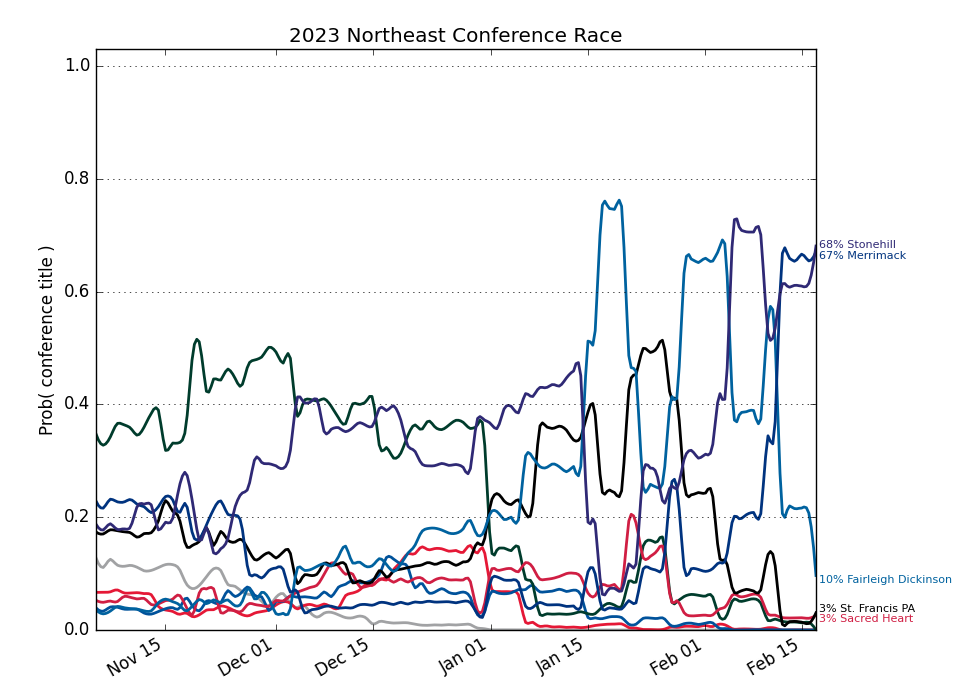 2023 Northeast Conference Race
Prob( conference title )
1.0
0.8
0.6
0.4
0.2
0.0
68% Stonehill
67% Merrimack
10% Fairleigh Dickinson
3% St. Francis PA
3% Sacred Heart
Nov 15
Dec 01
Dec 15
Jan 01
Jan 15
Feb 01
Feb 15